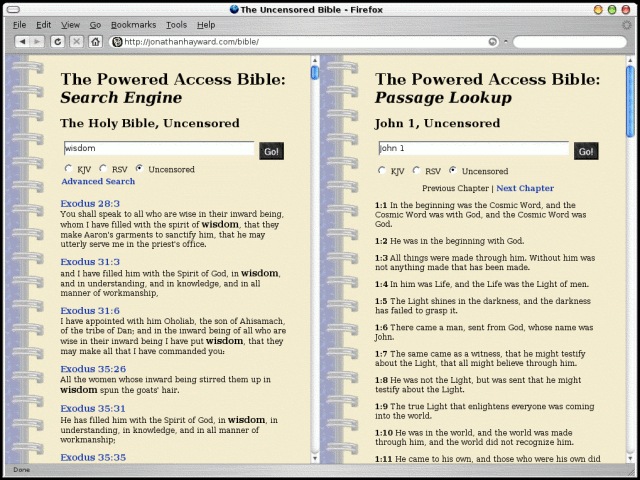 The Uncensored Bible - Firefox
File Edit View Go Bookmarks Tools Help
http://jonathanhayward.com/bible/
The Powered Access Bible:
Search Engine
The Holy Bible, Uncensored
wisdom Go!
KJV RSV Uncensored
Advanced Search
Exodus 28:3
You shall speak to all who are wise in their inward being,
whom I have filled with the spirit of wisdom, that they
make Aaron's garments to sanctify him, that he may
utterly serve me in the priest's office.
Exodus 31:3
and I have filled him with the Spirit of God, in wisdom,
and in understanding, and in knowledge, and in all
manner of workmanship,
Exodus 31:6
I have appointed with him Oholiab, the son of Ahisamach,
of the tribe of Dan; and in the inward being of all who are
wise in their inward being I have put wisdom, that they
may make all that I have commanded you:
Exodus 35:26
All the women whose inward being stirred them up in
wisdom spun the goats' hair.
Exodus 35:31
He has filled him with the Spirit of God, in wisdom, in
understanding, in knowledge, and in all manner of
workmanship;
Exodus 35:35
The Powered Access Bible:
Passage Lookup
John 1, Uncensored
john 1 Go!
KJV RSV Uncensored
Previous Chapter | Next Chapter
1:1 In the beginning was the Cosmic Word, and the
Cosmic Word was with God, and the Cosmic Word was
God.
1:2 He was in the beginning with God.
1:3 All things were made through him. Without him was
not anything made that has been made.
1:4 In him was Life, and the Life was the Light of men.
1:5 The Light shines in the darkness, and the darkness
has failed to grasp it.
1:6 There came a man, sent from God, whose name was
John.
1:7 The same came as a witness, that he might testify
about the Light, that all might believe through him.
1:8 He was not the Light, but was sent that he might
testify about the Light.
1:9 The true Light that enlightens everyone was coming
into the world.
1:10 He was in the world, and the world was made
through him, and the world did not recognize him.
1:11 He came to his own, and those who were his own did
Done